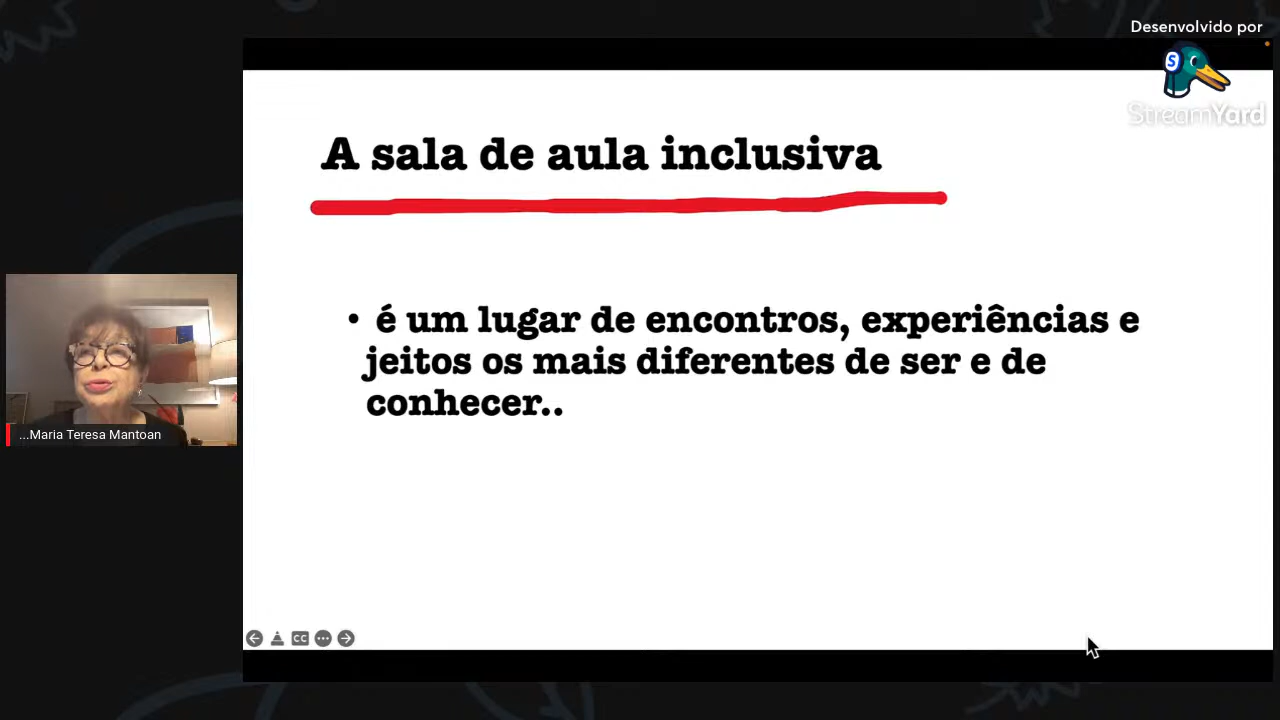 Desenvolvido por
StreamYard
A sala de aula inclusiva
• é um lugar de encontros, experiências e
jeitos os mais diferentes de ser e de
conhecer..
...Maria Teresa Mantoan
CC